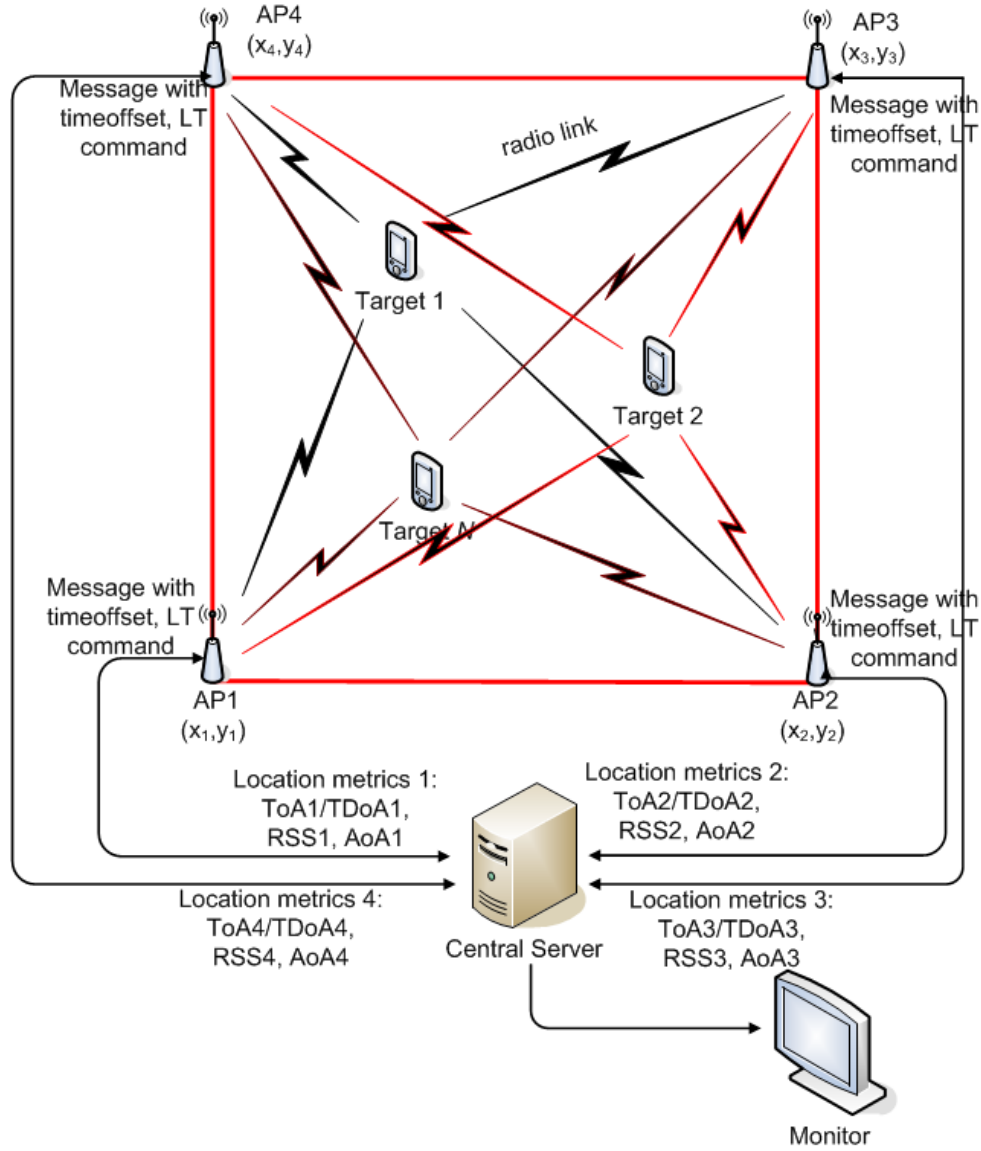 AP4
(x₄,y₄)
AP3
(x₃,y₃)
Message with
timeoffset, LT
command
Message with
timeoffset, LT
command
radio link
Target 1
Target 2
Target N
Message with
timeoffset, LT
command
Message with
timeoffset, LT
command
AP1
(x₁,y₁)
AP2
(x₂,y₂)
Location metrics 1:
ToA1/TDoA1,
RSS1, AoA1
Location metrics 2:
ToA2/TDoA2,
RSS2, AoA2
Location metrics 4:
ToA4/TDoA4,
RSS4, AoA4
Location metrics 3:
ToA3/TDoA3,
RSS3, AoA3
Central Server
Monitor